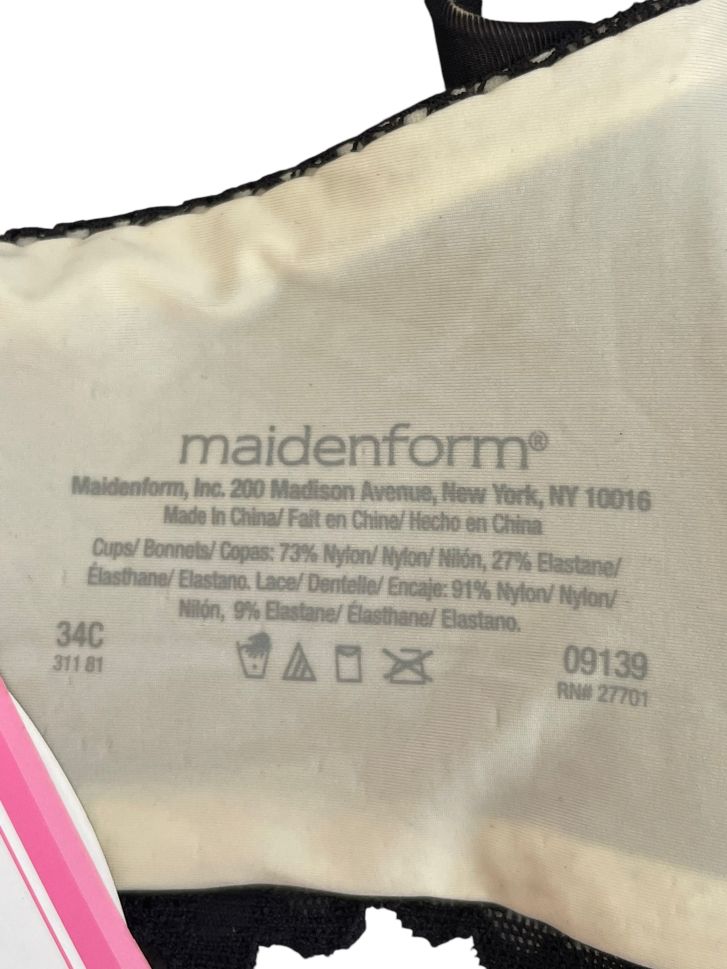 maidenform®
Maidenform, Inc. 200 Madison Avenue, New York, NY 10016
Made In China/ Fait en Chine/ Hecho en China
Cups/ Bonnets/ Copas: 73% Nylon/ Nylon/ Nilón, 27% Elastane/
Élasthane/ Elastano. Lace/ Dentelle/ Encaje: 91% Nylon/ Nylon/
Nilón, 9% Elastane/ Élasthane/ Elastano.
34C
311 81
09139
RN# 27701